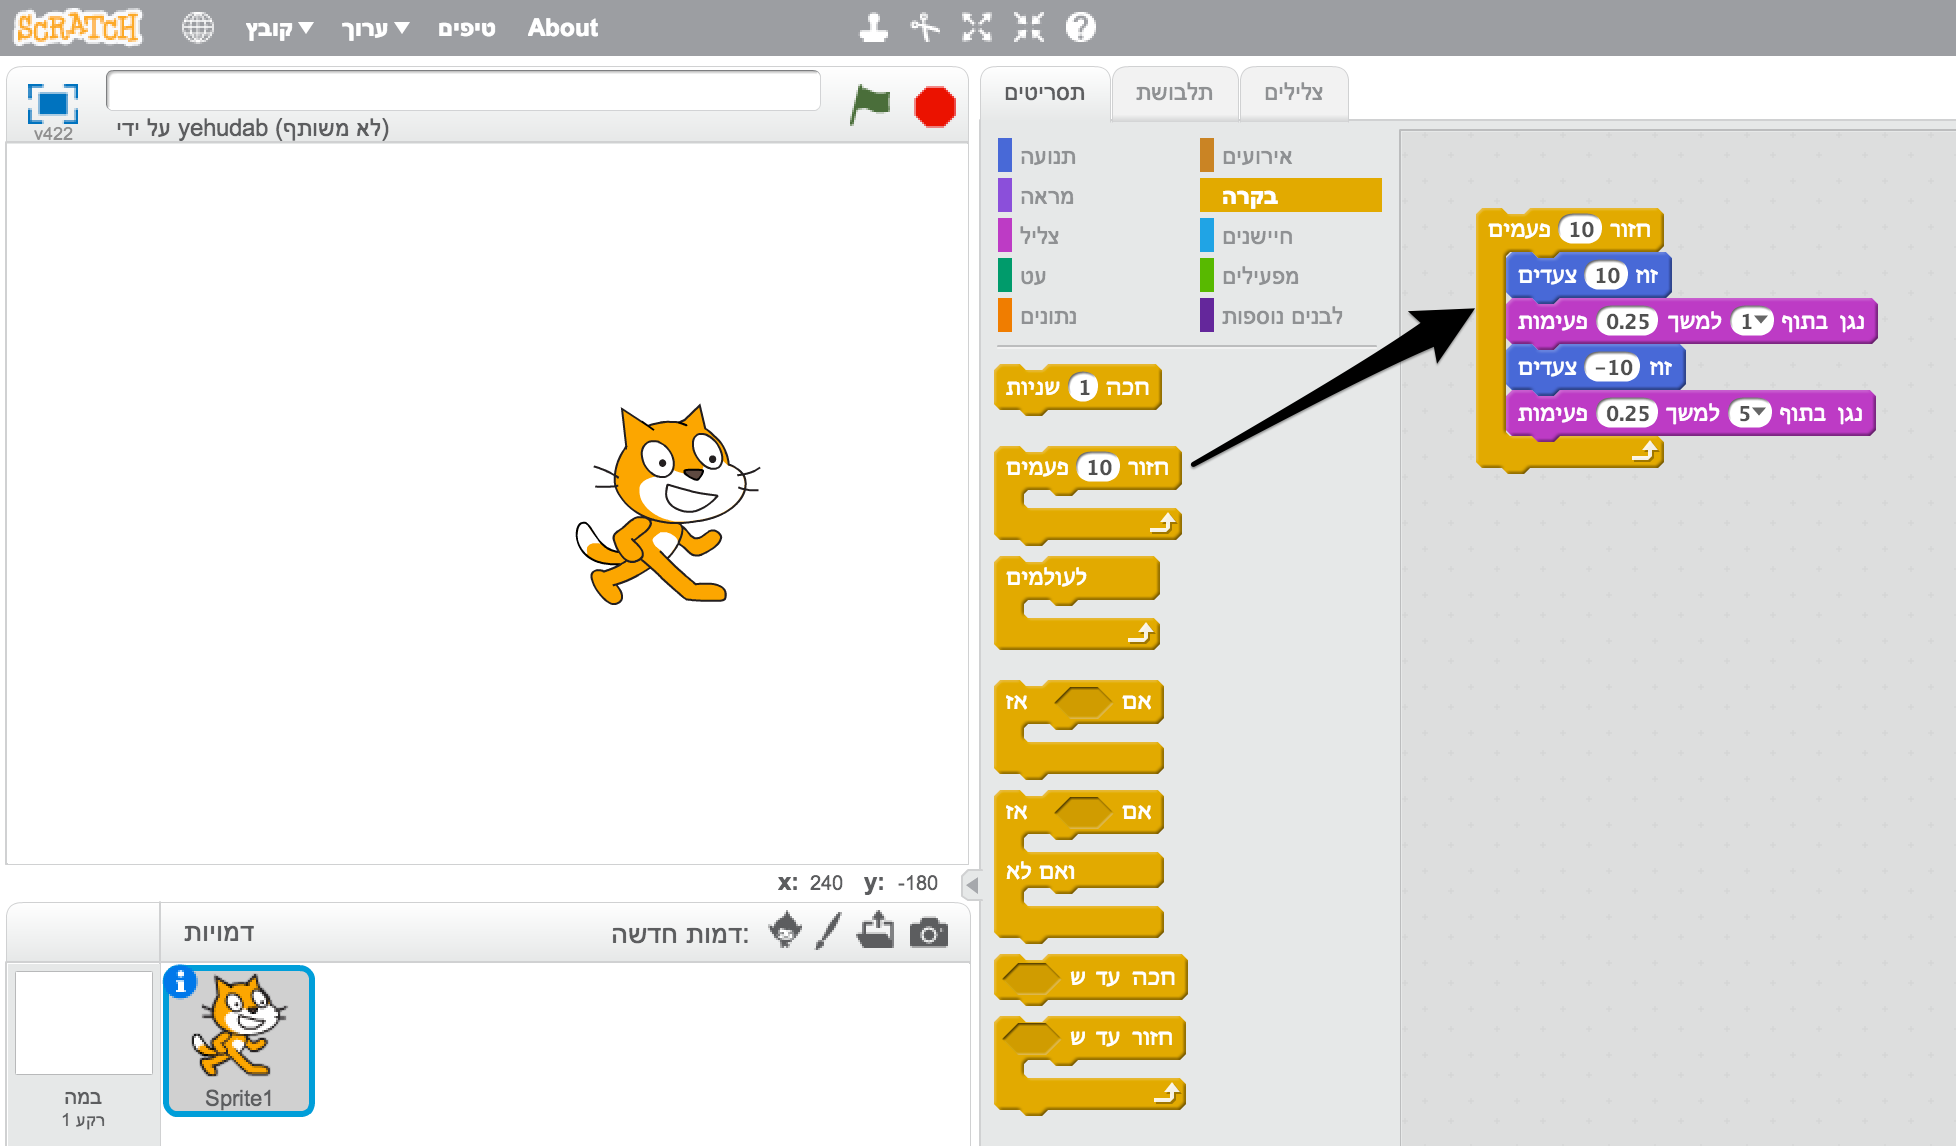 SCRATCH
קובץ
ערוך
טיפים
About
v422
על ידי yehudab (לא משותף)
תסריטים
תלבושת
צלילים
תנועה
מראה
צליל
עט
נתונים
אירועים
בקרה
חיישנים
מפעילים
לבנים נוספות
חכה 1 שניות
חזור 10 פעמים
לעולמים
אם אז
אם אז
ואם לא
חכה עד ש
חזור עד ש
חזור 10 פעמים
זוז 10 צעדים
נגן בתוף 1 למשך 0.25 פעימות
זוז -10 צעדים
נגן בתוף 5 למשך 0.25 פעימות
x: 240 y: -180
דמויות
דמות חדשה:
במה
רקע 1
Sprite1